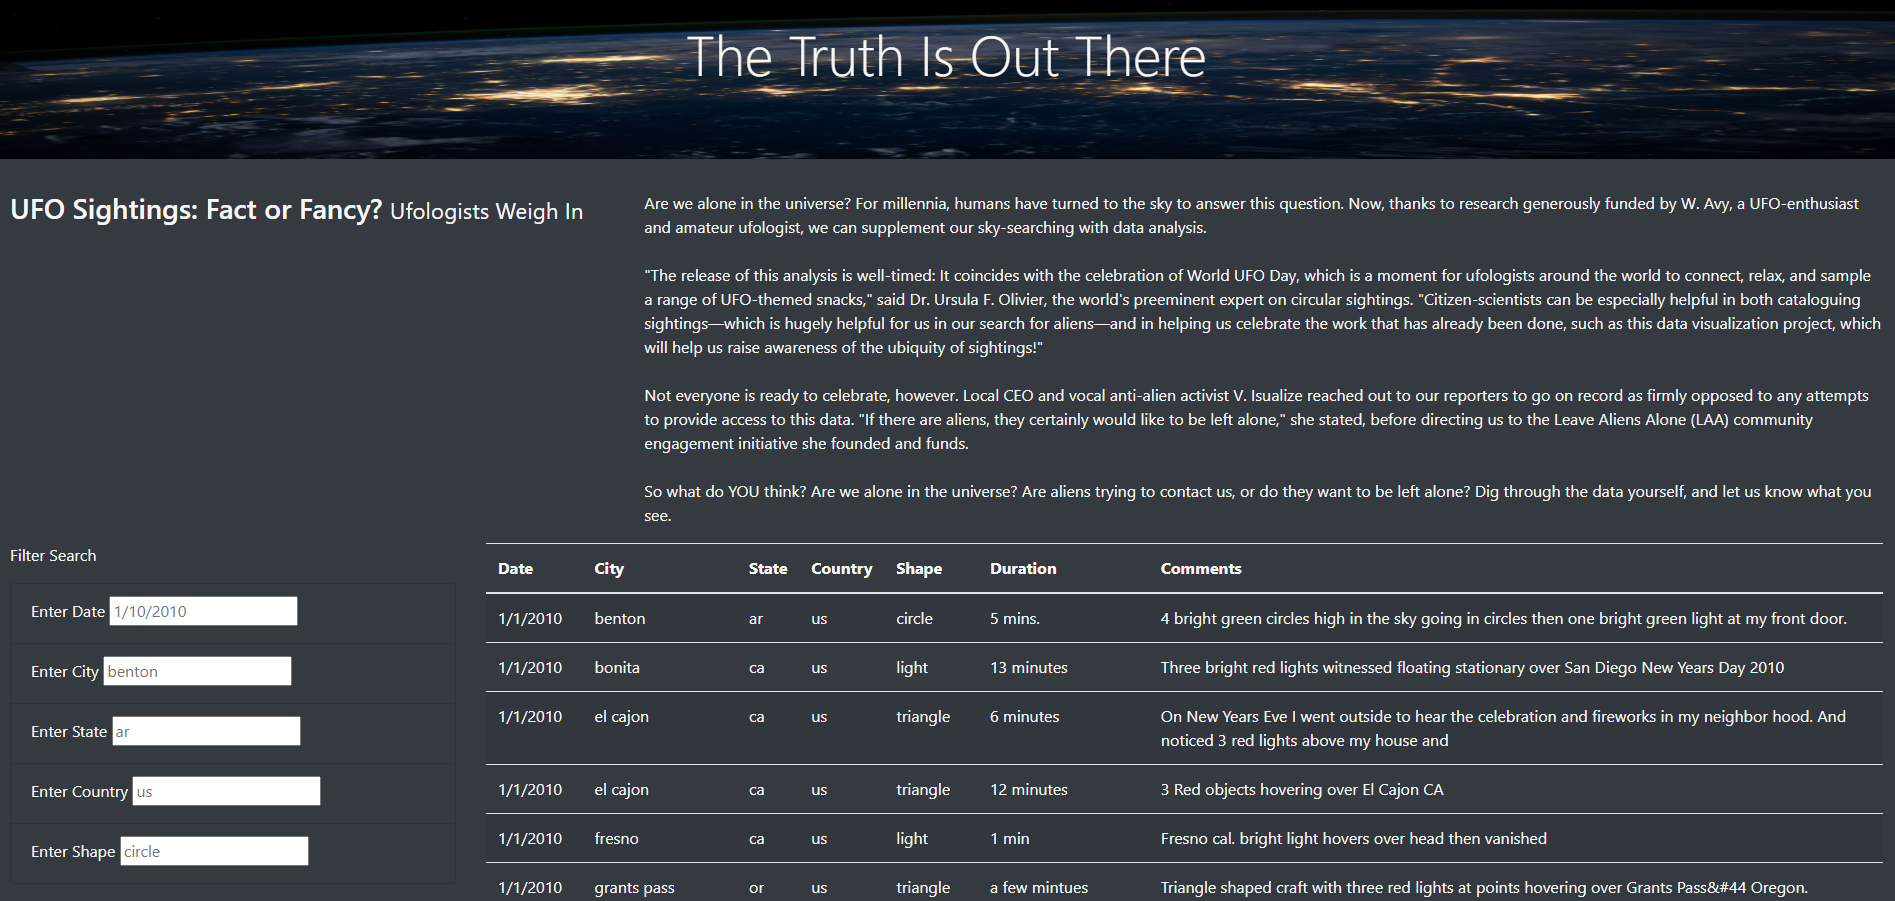 The Truth Is Out There
UFO Sightings: Fact or Fancy? Ufologists Weigh In
Are we alone in the universe? For millennia, humans have turned to the sky to answer this question. Now, thanks to research generously funded by W. Avy, a UFO-enthusiast
and amateur ufologist, we can supplement our sky-searching with data analysis.
"The release of this analysis is well-timed: It coincides with the celebration of World UFO Day, which is a moment for ufologists around the world to connect, relax, and sample
a range of UFO-themed snacks," said Dr. Ursula F. Olivier, the world's preeminent expert on circular sightings. "Citizen-scientists can be especially helpful in both cataloguing
sightings—which is hugely helpful for us in our search for aliens—and in helping us celebrate the work that has already been done, such as this data visualization project, which
will help us raise awareness of the ubiquity of sightings!"
Not everyone is ready to celebrate, however. Local CEO and vocal anti-alien activist V. Isualize reached out to our reporters to go on record as firmly opposed to any attempts
to provide access to this data. "If there are aliens, they certainly would like to be left alone," she stated, before directing us to the Leave Aliens Alone (LAA) community
engagement initiative she founded and funds.
So what do YOU think? Are we alone in the universe? Are aliens trying to contact us, or do they want to be left alone? Dig through the data yourself, and let us know what you
see.
Filter Search
Enter Date 1/10/2010
Enter City benton
Enter State ar
Enter Country us
Enter Shape circle
Date City State Country Shape Duration Comments
1/1/2010 benton ar us circle 5 mins. 4 bright green circles high in the sky going in circles then one bright green light at my front door.
1/1/2010 bonita ca us light 13 minutes Three bright red lights witnessed floating stationary over San Diego New Years Day 2010
1/1/2010 el cajon ca us triangle 6 minutes On New Years Eve I went outside to hear the celebration and fireworks in my neighbor hood. And
noticed 3 red lights above my house and
1/1/2010 el cajon ca us triangle 12 minutes 3 Red objects hovering over El Cajon CA
1/1/2010 fresno ca us light 1 min Fresno cal. bright light hovers over head then vanished
1/1/2010 grants pass or us triangle a few mintues Triangle shaped craft with three red lights at points hovering over Grants Pass&#44 Oregon.